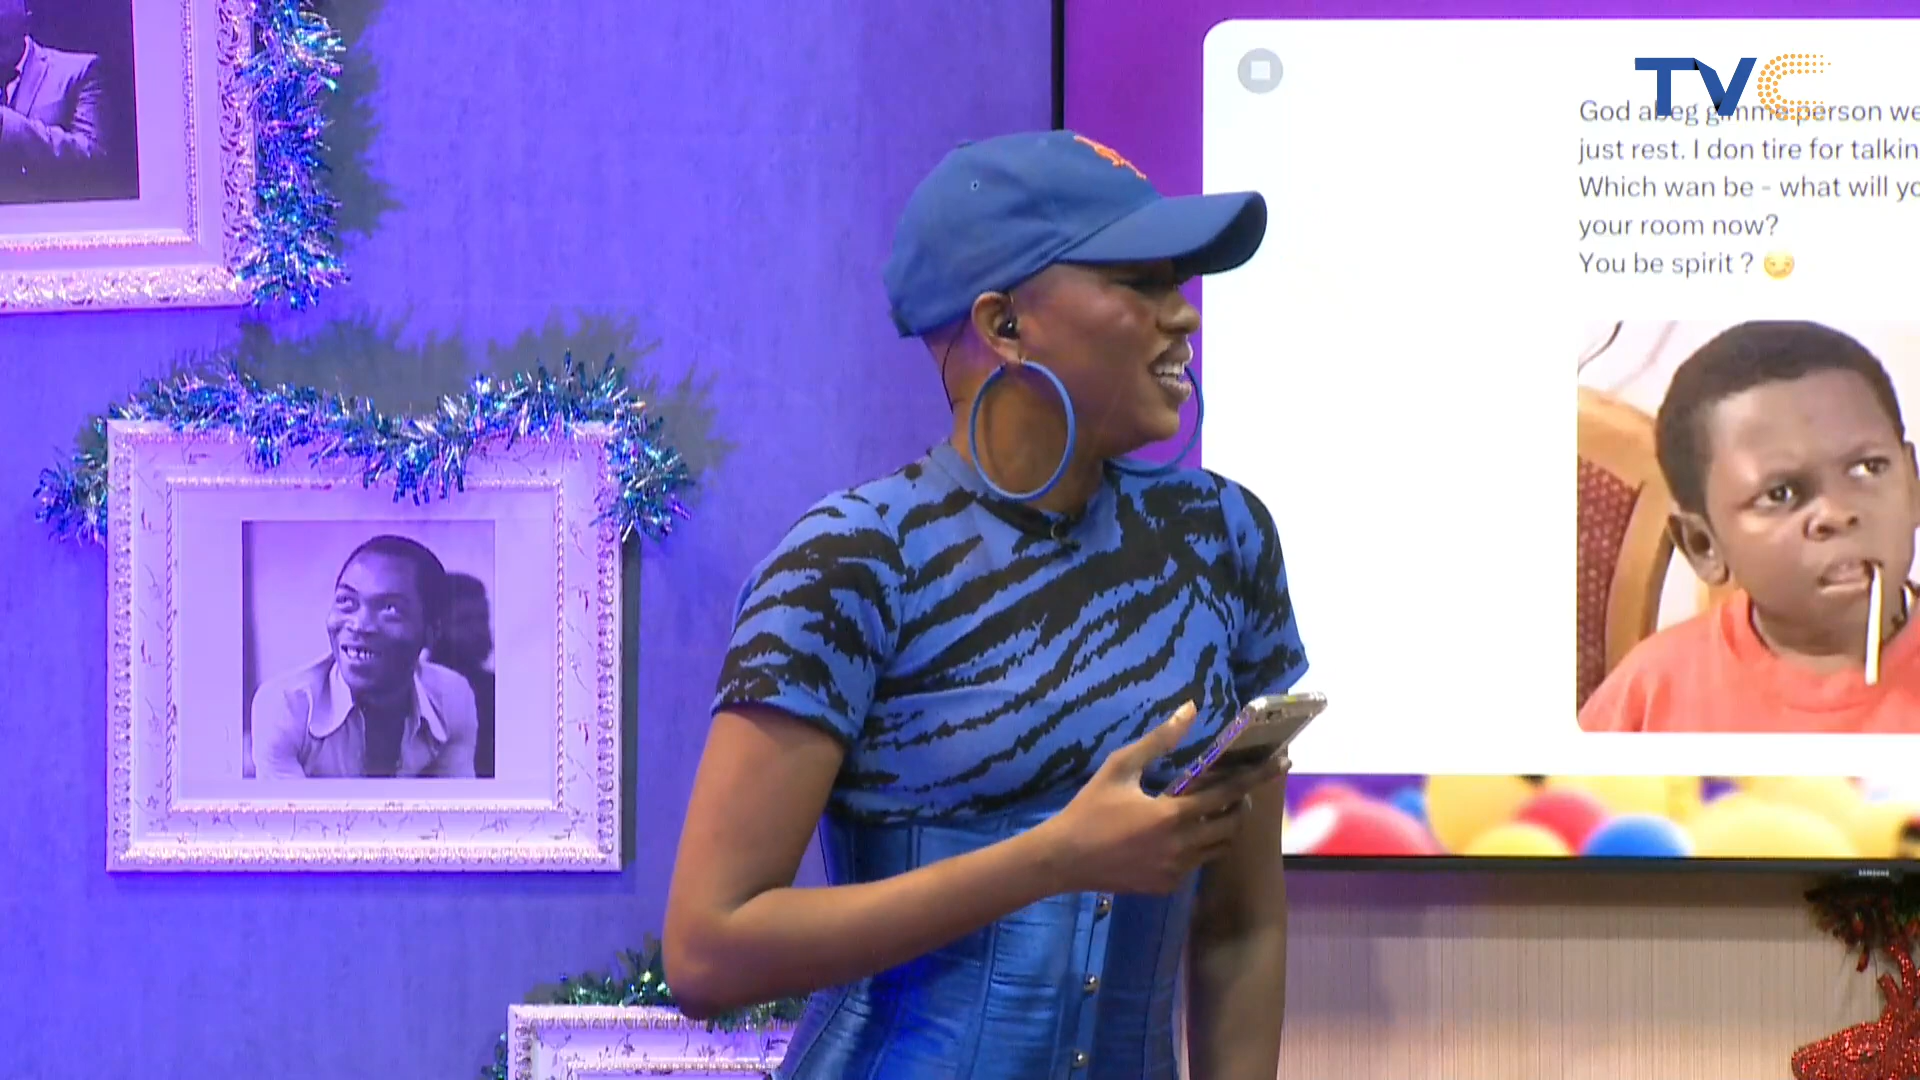 TVC
God abeg gimme person we
just rest. I don tire for talkin
Which wan be - what will yo
your room now?
You be spirit ? 😏
SAMSUNG